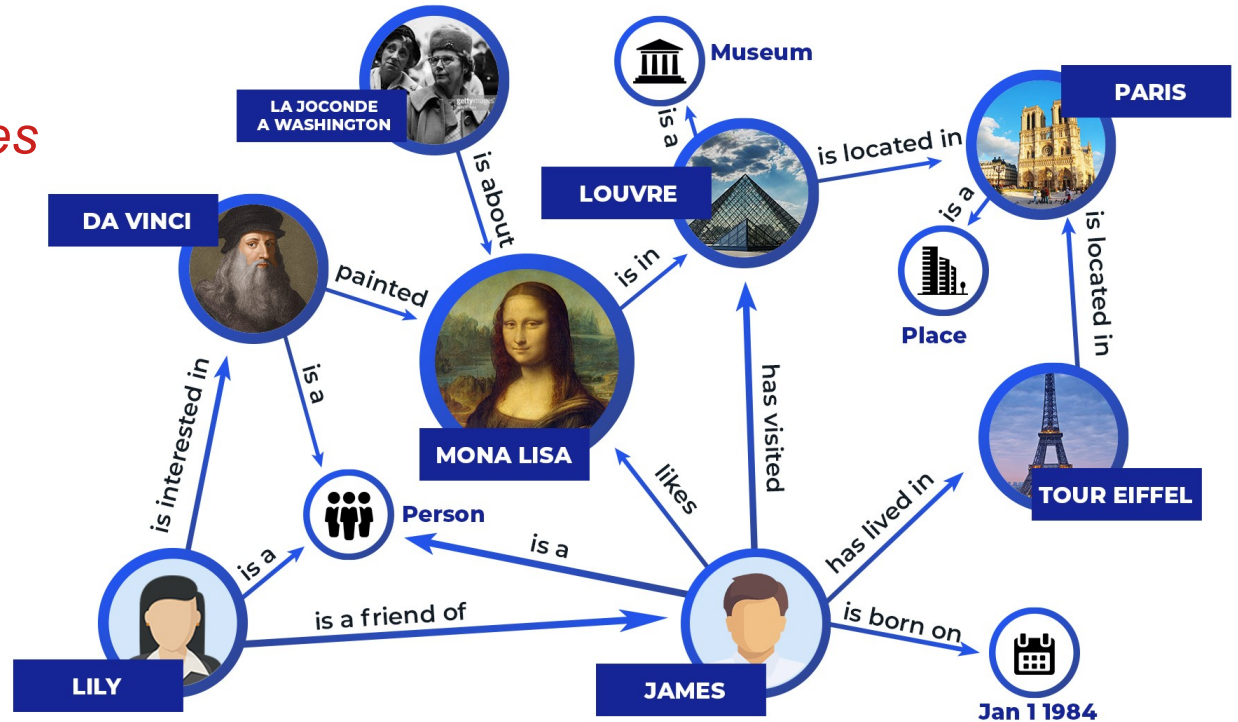 es
LA JOCONDE
A WASHINGTON
gettyimages
Museum
PARIS
is a
is located in
is about
LOUVRE
DA VINCI
is a
is located in
painted
is in
Place
is interested in
is a
has visited
MONA LISA
likes
TOUR EIFFEL
Person
has lived in
is a
is a
is a friend of
is born on
LILY
JAMES
Jan 1 1984